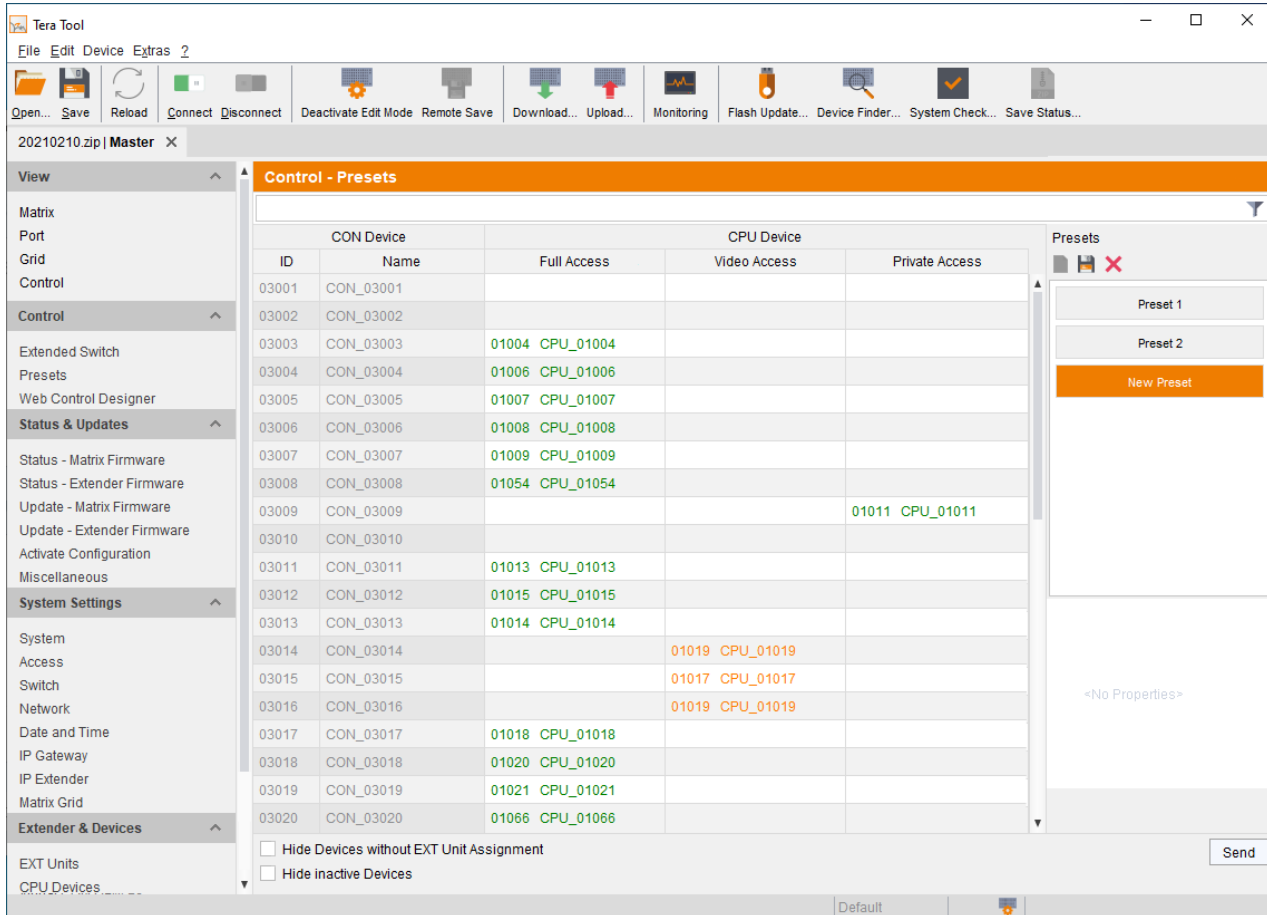 Tera Tool
File Edit Device Extras ?
Open... Save Reload Connect Disconnect Deactivate Edit Mode Remote Save Download... Upload... Monitoring Flash Update... Device Finder... System Check... Save Status...
20210210.zip | Master
View
Matrix
Port
Grid
Control
Control
Extended Switch
Presets
Web Control Designer
Status & Updates
Status - Matrix Firmware
Status - Extender Firmware
Update - Matrix Firmware
Update - Extender Firmware
Activate Configuration
Miscellaneous
System Settings
System
Access
Switch
Network
Date and Time
IP Gateway
IP Extender
Matrix Grid
Extender & Devices
EXT Units
CPU Devices
Control - Presets
CON Device CPU Device
ID Name Full Access Video Access Private Access
03001 CON_03001
03002 CON_03002
03003 CON_03003 01004 CPU_01004
03004 CON_03004 01006 CPU_01006
03005 CON_03005 01007 CPU_01007
03006 CON_03006 01008 CPU_01008
03007 CON_03007 01009 CPU_01009
03008 CON_03008 01054 CPU_01054
03009 CON_03009 01011 CPU_01011
03010 CON_03010
03011 CON_03011 01013 CPU_01013
03012 CON_03012 01015 CPU_01015
03013 CON_03013 01014 CPU_01014
03014 CON_03014 01019 CPU_01019
03015 CON_03015 01017 CPU_01017
03016 CON_03016 01019 CPU_01019
03017 CON_03017 01018 CPU_01018
03018 CON_03018 01020 CPU_01020
03019 CON_03019 01021 CPU_01021
03020 CON_03020 01066 CPU_01066
Hide Devices without EXT Unit Assignment
Hide inactive Devices
Presets
Preset 1
Preset 2
New Preset
<No Properties>
Send
Default